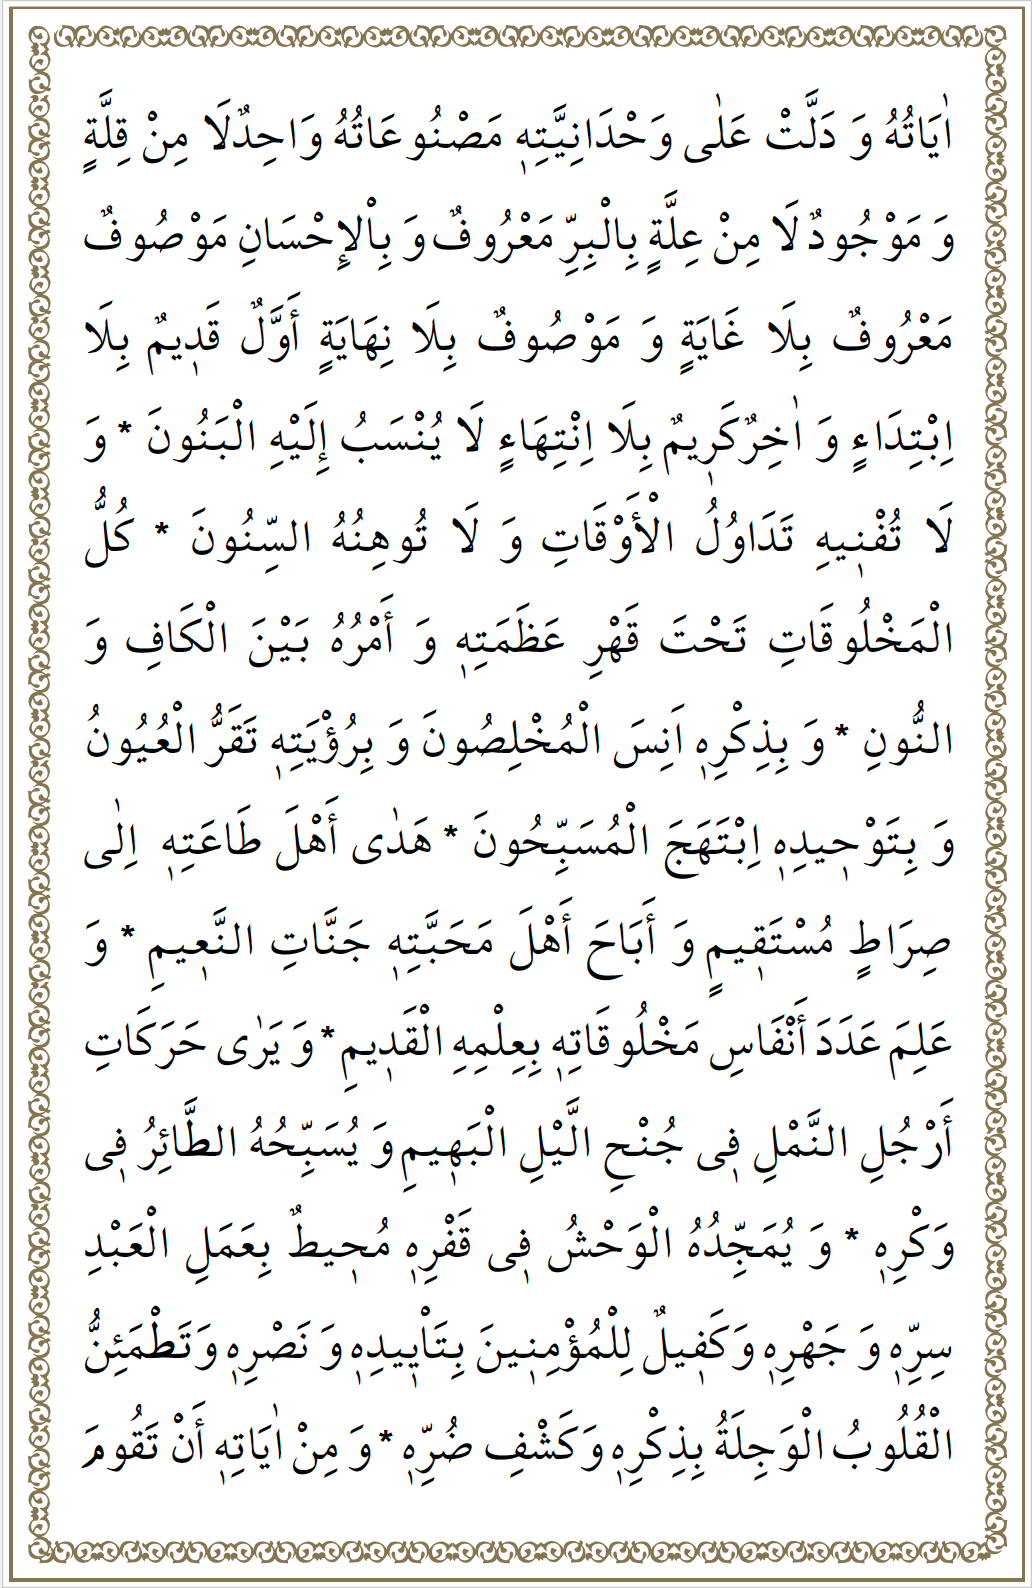 اٰيَاتُهُ وَ دَلَّتْ عَلٰى وَحْدَانِيَّتِهٖ مَصْنُوعَاتُهُ وَاحِدٌلَا مِنْ قِلَّةٍ
وَ مَوْجُودٌ لَا مِنْ عِلَّةٍ بِالْبِرِّ مَعْرُوفٌ وَ بِاْلإِحْسَانِ مَوْصُوفٌ
مَعْرُوفٌ بِلَا غَايَةٍ وَ مَوْصُوفٌ بِلَا نِهَايَةٍ أَوَّلٌ قَدٖيمٌ بِلَا
اِبْتِدَاءٍ وَ اٰخِرٌكَرٖيمٌ بِلَا اِنْتِهَاءٍ لَا يُنْسَبُ إِلَيْهِ الْبَنُونَ * وَ
لَا تُفْنٖيهِ تَدَاوُلُ الْأَوْقَاتِ وَ لَا تُوهِنُهُ السِّنُونَ * كُلُّ
الْمَخْلُوقَاتِ تَحْتَ قَهْرِ عَظَمَتِهٖ وَ أَمْرُهُ بَيْنَ الْكَافِ وَ
النُّونِ * وَ بِذِكْرِهٖ اَنِسَ الْمُخْلِصُونَ وَ بِرُؤْيَتِهٖ تَقَرُّ الْعُيُونُ
وَ بِتَوْحٖيدِهٖ اِبْتَهَجَ الْمُسَبِّحُونَ * هَدٰى أَهْلَ طَاعَتِهٖ اِلٰى
صِرَاطٍ مُسْتَقٖيمٍ وَ أَبَاحَ أَهْلَ مَحَبَّتِهٖ جَنَّاتِ النَّعٖيمِ * وَ
عَلِمَ عَدَدَ أَنْفَاسِ مَخْلُوقَاتِهٖ بِعِلْمِهِ الْقَدٖيمِ * وَ يَرٰى حَرَكَاتِ
أَرْجُلِ النَّمْلِ فٖى جُنْحِ الَّيْلِ الْبَهٖيمِ وَ يُسَبِّحُهُ الطَّائِرُ فٖى
وَكْرِهٖ * وَ يُمَجِّدُهُ الْوَحْشُ فٖى قَفْرِهٖ مُحٖيطٌ بِعَمَلِ الْعَبْدِ
سِرِّهٖ وَ جَهْرِهٖ وَكَفٖيلٌ لِلْمُؤْمِنٖينَ بِتَاْيٖيدِهٖ وَ نَصْرِهٖ وَتَطْمَئِنُّ
الْقُلُوبُ الْوَجِلَةُ بِذِكْرِهٖ وَكَشْفِ ضُرِّهٖ * وَ مِنْ اٰيَاتِهٖ أَنْ تَقُومَ